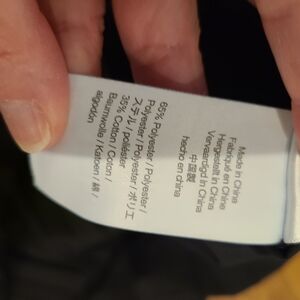 Made in China
Fabriqué en Chine
Hergestellt in China
Vervaardigd in China
中国製
hecho en china
65% Polyester / Polyester /
Polyester / Polyester / ポリエ
ステル / poliéster
35% Cotton / Coton /
Baumwolle / Katoen / 綿 /
algodón